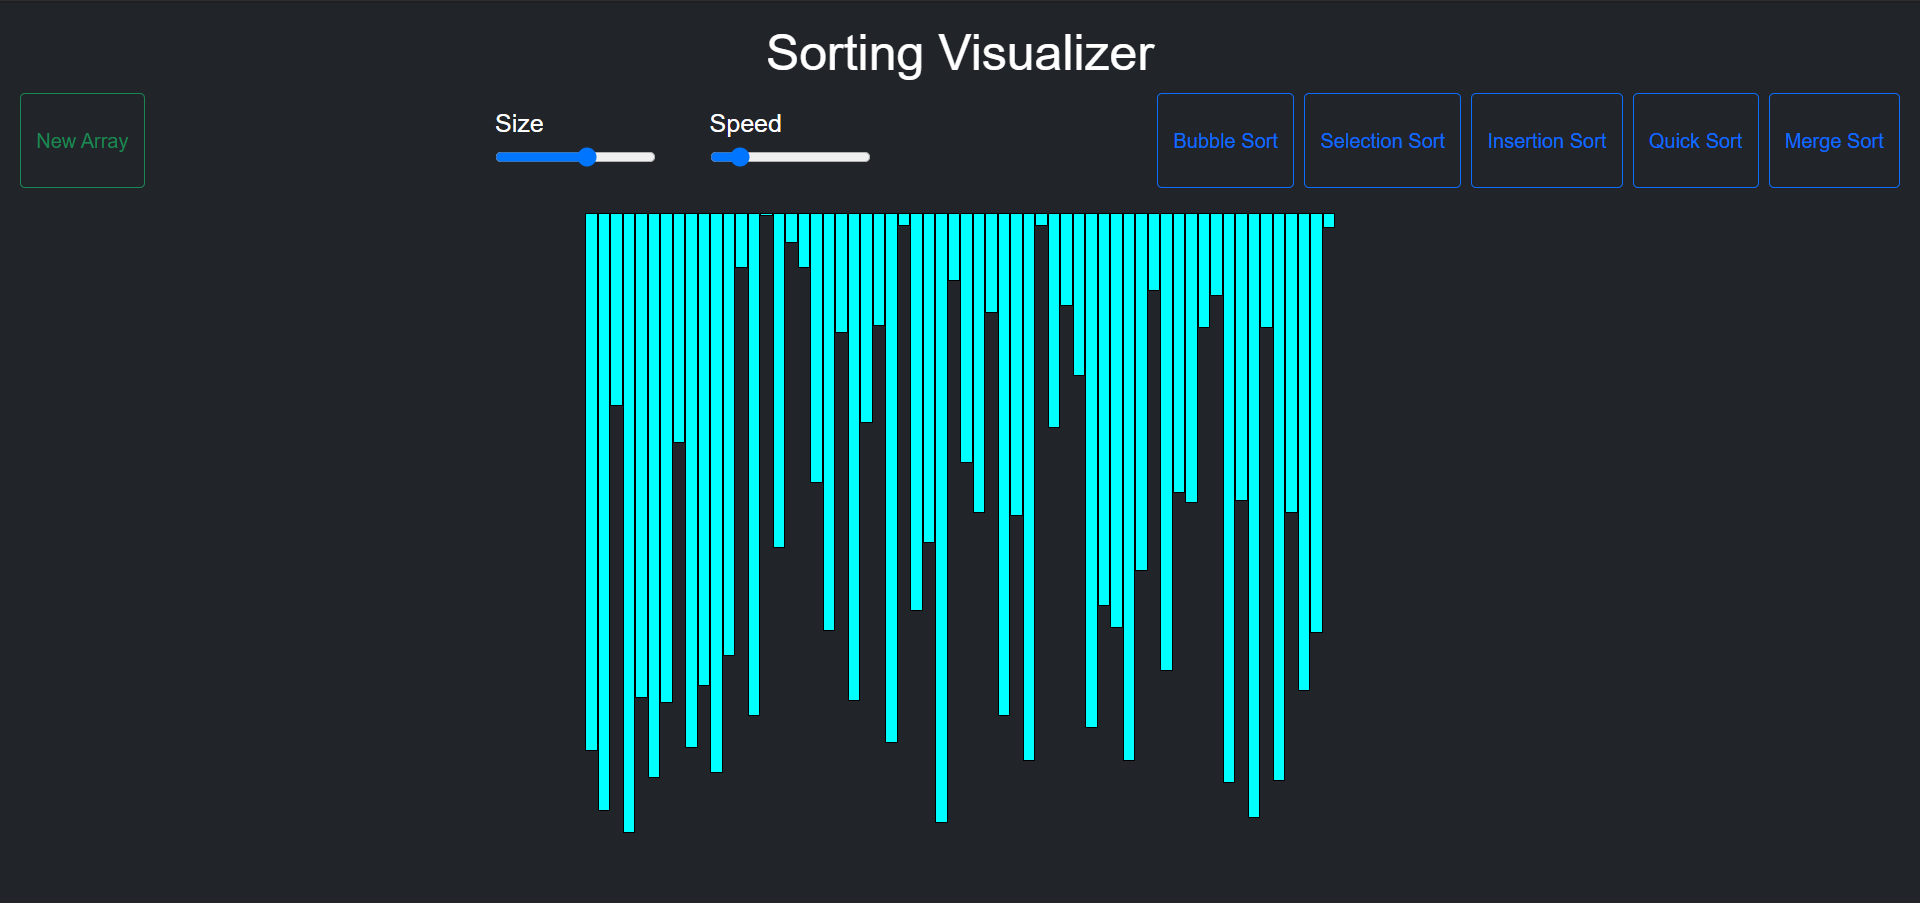 Sorting Visualizer
New Array
Size
Speed
Bubble Sort
Selection Sort
Insertion Sort
Quick Sort
Merge Sort